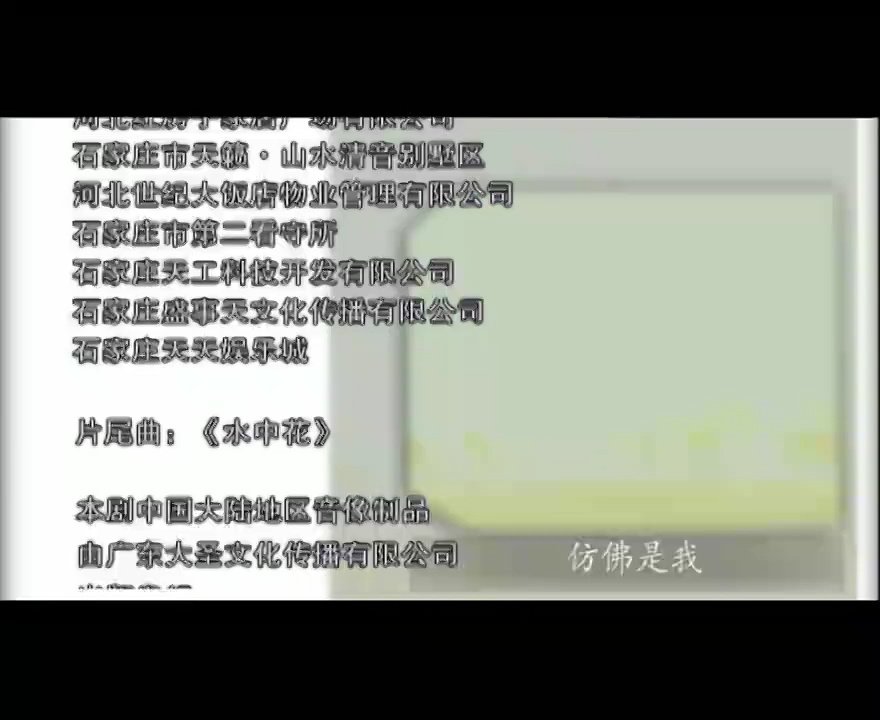 石家庄市天籁·山水清音别墅区
河北世纪大饭店物业管理有限公司
石家庄市第二看守所
石家庄天工科技开发有限公司
石家庄盛事天文化传播有限公司
石家庄天天娱乐城
片尾曲：《水中花》
本剧中国大陆地区音像制品
由广东大圣文化传播有限公司
仿佛是我